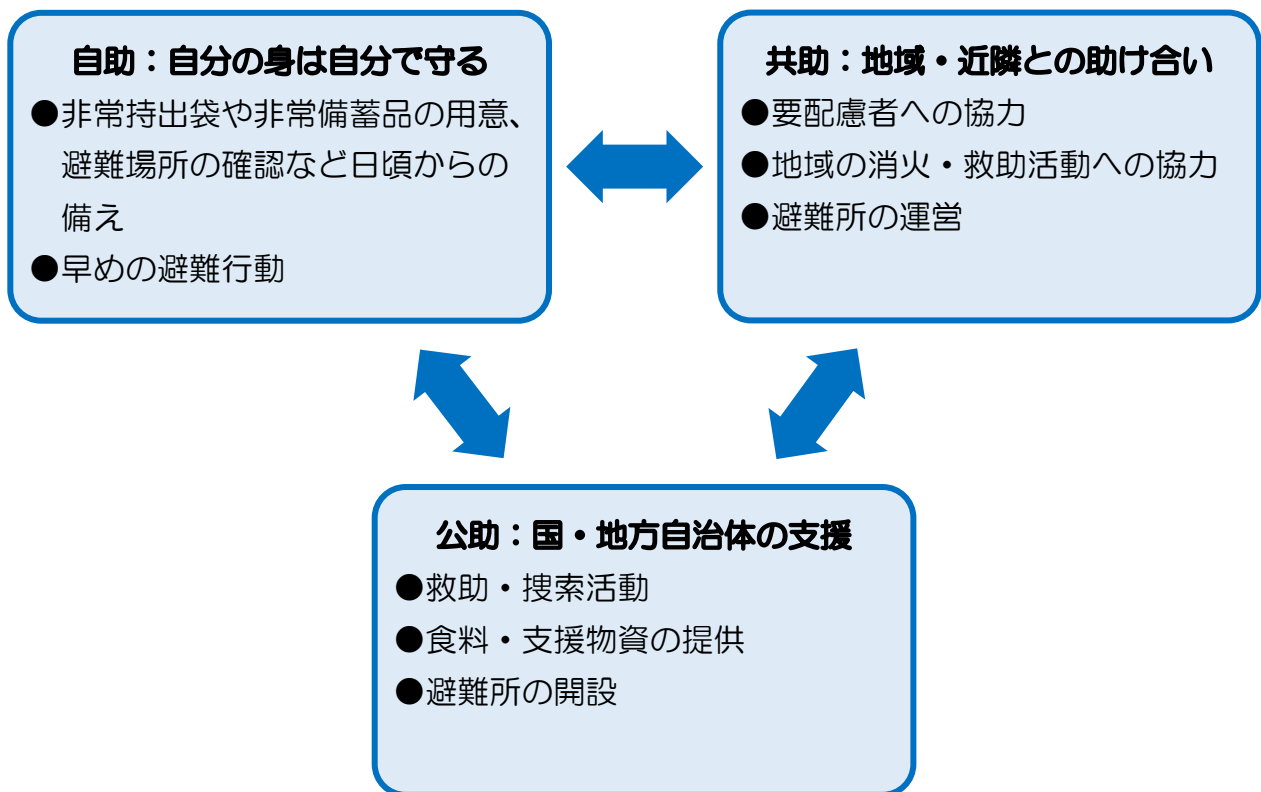 自助：自分の身は自分で守る
●非常持出袋や非常備蓄品の用意、
避難場所の確認など日頃からの
備え
●早めの避難行動
共助：地域・近隣との助け合い
●要配慮者への協力
●地域の消火・救助活動への協力
●避難所の運営
公助：国・地方自治体の支援
●救助・捜索活動
●食料・支援物資の提供
●避難所の開設